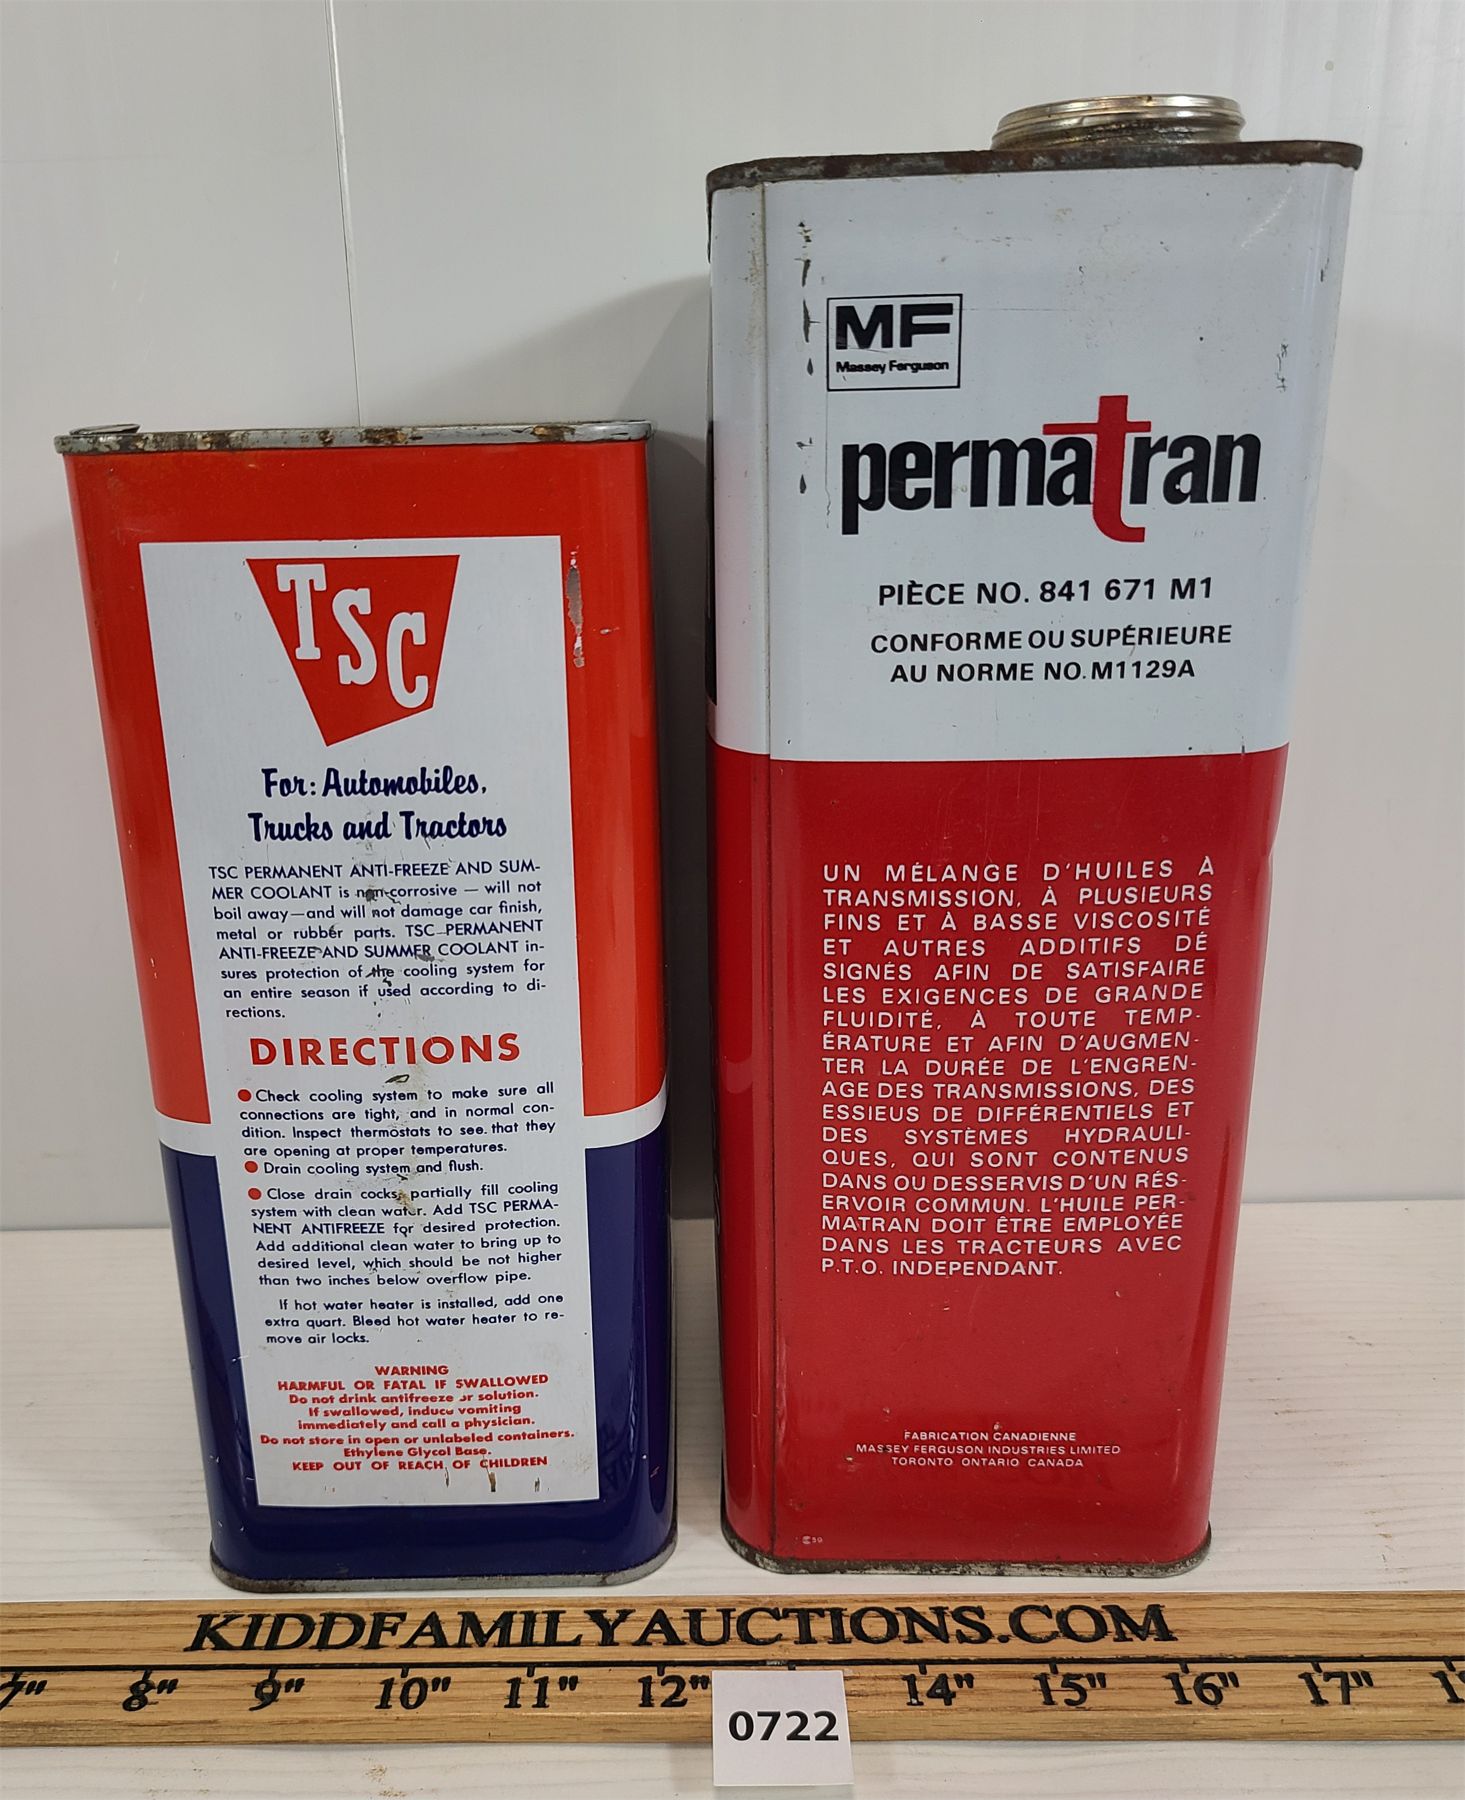 TSC
For: Automobiles,
Trucks and Tractors
TSC PERMANENT ANTI-FREEZE AND SUM-
MER COOLANT is non-corrosive — will not
boil away—and will not damage car finish,
metal or rubber parts. TSC PERMANENT
ANTI-FREEZE AND SUMMER COOLANT in-
sures protection of the cooling system for
an entire season if used according to di-
rections.
DIRECTIONS
● Check cooling system to make sure all
connections are tight, and in normal con-
dition. Inspect thermostats to see that they
are opening at proper temperatures.
● Drain cooling system and flush.
● Close drain cocks, partially fill cooling
system with clean water. Add TSC PERMA-
NENT ANTIFREEZE for desired protection.
Add additional clean water to bring up to
desired level, which should be not higher
than two inches below overflow pipe.
If hot water heater is installed, add one
extra quart. Bleed hot water heater to re-
move air locks.
WARNING
HARMFUL OR FATAL IF SWALLOWED
Do not drink antifreeze or solution.
If swallowed, induce vomiting
immediately and call a physician.
Do not store in open or unlabeled containers.
Ethylene Glycol Base.
KEEP OUT OF REACH OF CHILDREN
MF
Massey Ferguson
permatran
PIÈCE NO. 841 671 M1
CONFORME OU SUPÉRIEURE
AU NORME NO. M1129A
UN MÉLANGE D'HUILES À
TRANSMISSION, À PLUSIEURS
FINS ET À BASSE VISCOSITÉ
ET AUTRES ADDITIFS DÉ
SIGNÉS AFIN DE SATISFAIRE
LES EXIGENCES DE GRANDE
FLUIDITÉ, À TOUTE TEMP-
ÉRATURE ET AFIN D'AUGMEN-
TER LA DURÉE DE L'ENGREN-
AGE DES TRANSMISSIONS, DES
ESSIEUS DE DIFFÉRENTIELS ET
DES SYSTÈMES HYDRAULI-
QUES, QUI SONT CONTENUS
DANS OU DESSERVIS D'UN RÉS-
ERVOIR COMMUN. L'HUILE PER-
MATRAN DOIT ÊTRE EMPLOYÉE
DANS LES TRACTEURS AVEC
P.T.O. INDEPENDANT.
FABRICATION CANADIENNE
MASSEY FERGUSON INDUSTRIES LIMITED
TORONTO ONTARIO CANADA
59
KIDDFAMILYAUCTIONS.COM
7" 8" 9" 10" 11" 12" 14" 15" 16" 17"
0722